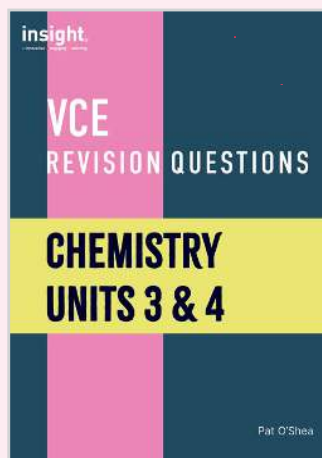 insight
VCE
REVISION QUESTIONS
CHEMISTRY
UNITS 3 & 4
Pat O'Shea